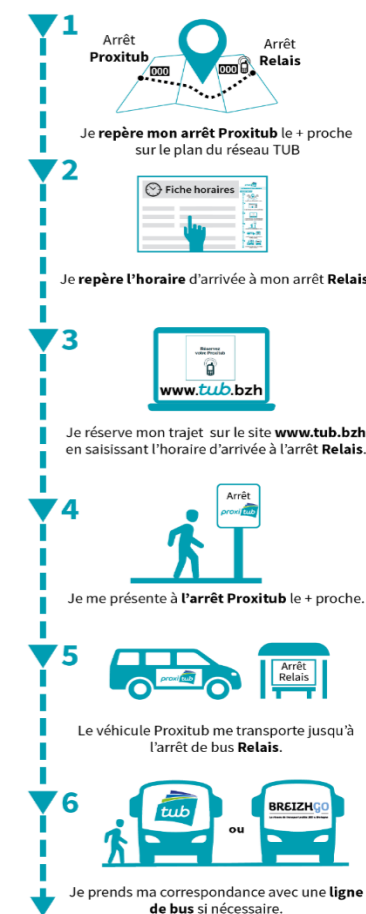 1
Arrêt
Proxitub
Arrêt
Relais
000
000
Je repère mon arrêt Proxitub le + proche
sur le plan du réseau TUB
2
Fiche horaires
Je repère l'horaire d'arrivée à mon arrêt Relais
3
Réservez
votre Proxitub
www.tub.bzh
Je réserve mon trajet sur le site www.tub.bzh
en saisissant l'horaire d'arrivée à l'arrêt Relais.
4
Arrêt
proxitub
Je me présente à l'arrêt Proxitub le + proche.
5
proxitub
Arrêt
Relais
Le véhicule Proxitub me transporte jusqu'à
l'arrêt de bus Relais.
6
tub
ou
BREIZHGO
Je prends ma correspondance avec une ligne
de bus si nécessaire.